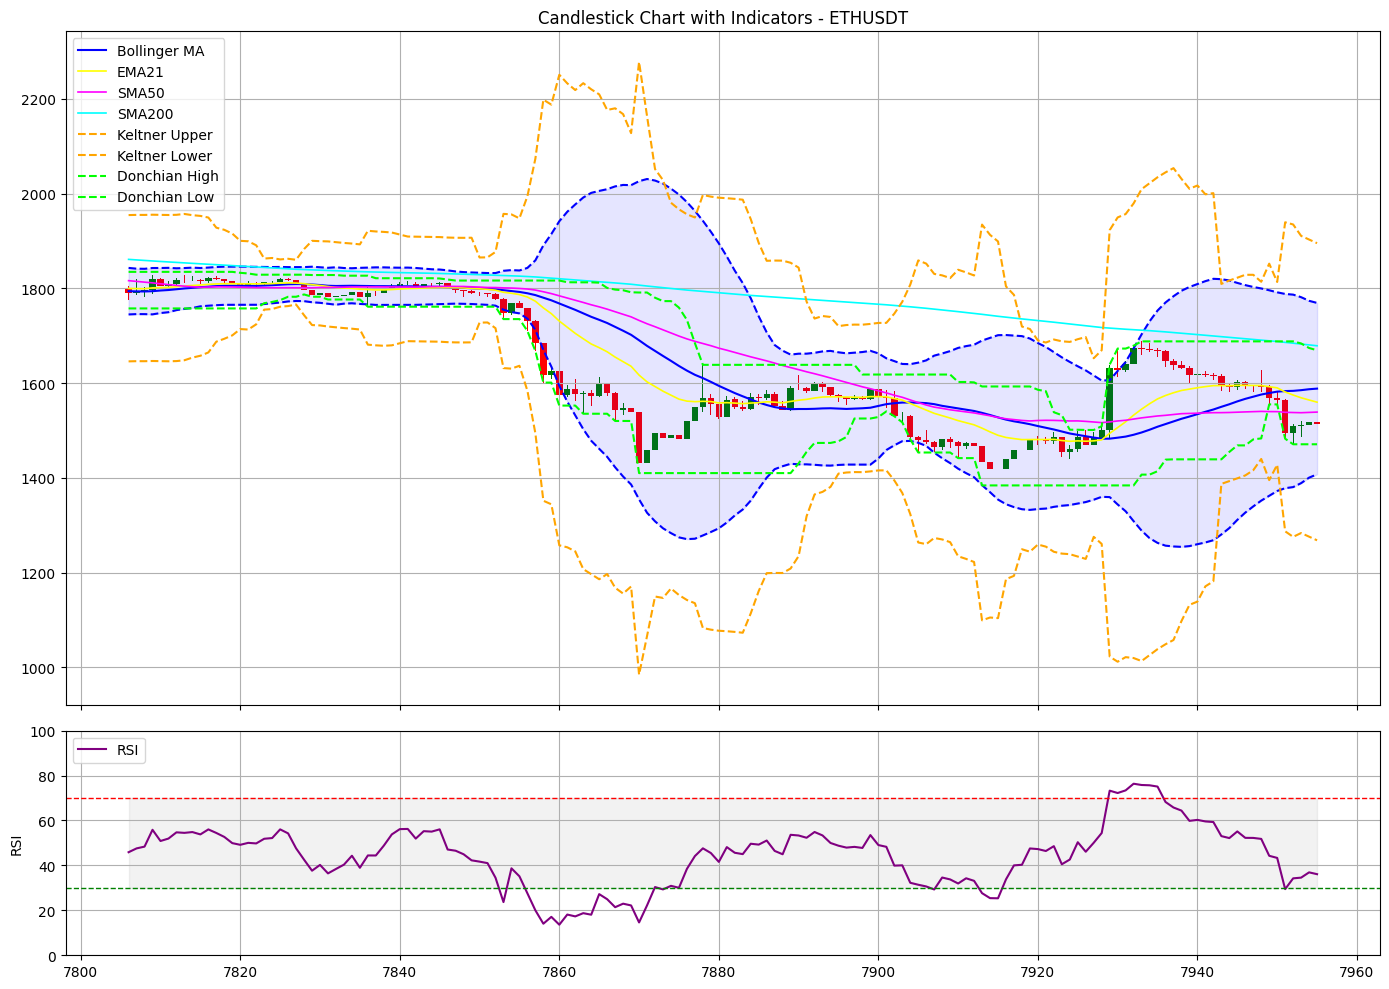 Candlestick Chart with Indicators - ETHUSDT
Bollinger MA
EMA21
SMA50
SMA200
Keltner Upper
Keltner Lower
Donchian High
Donchian Low
2200
2000
1800
1600
1400
1200
1000
RSI
100
80
60
40
20
0
RSI
7800 7820 7840 7860 7880 7900 7920 7940 7960